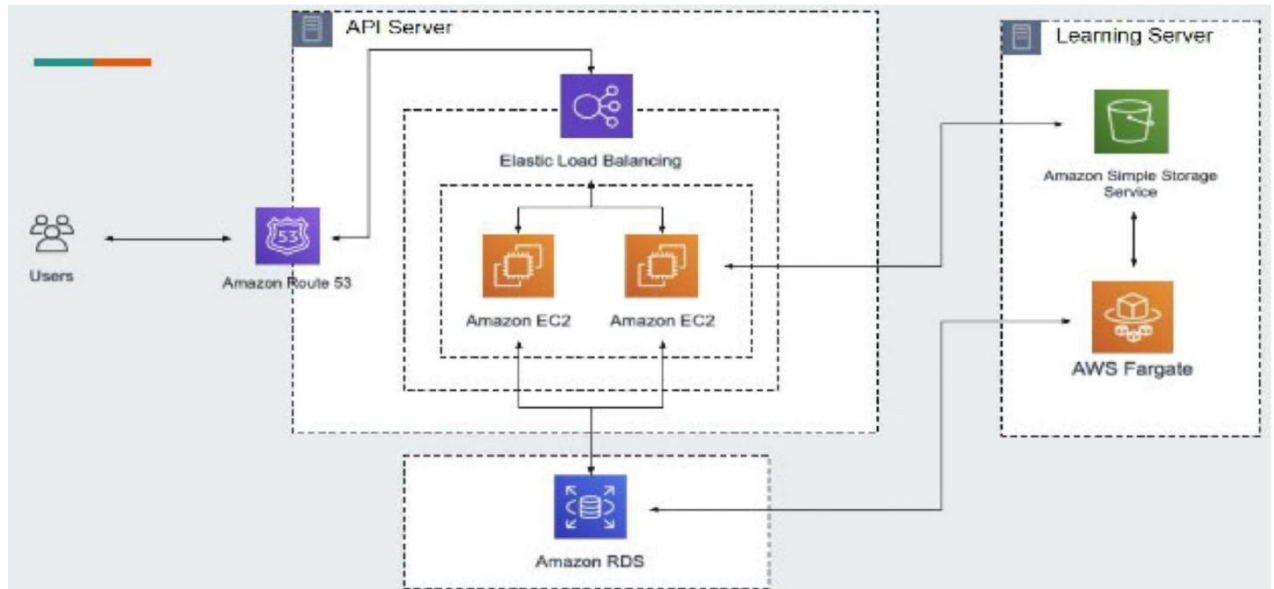 API Server
Learning Server
Elastic Load Balancing
Amazon Simple Storage
Service
53
Users
Amazon Route 53
Amazon EC2
Amazon EC2
AWS Fargate
Amazon RDS